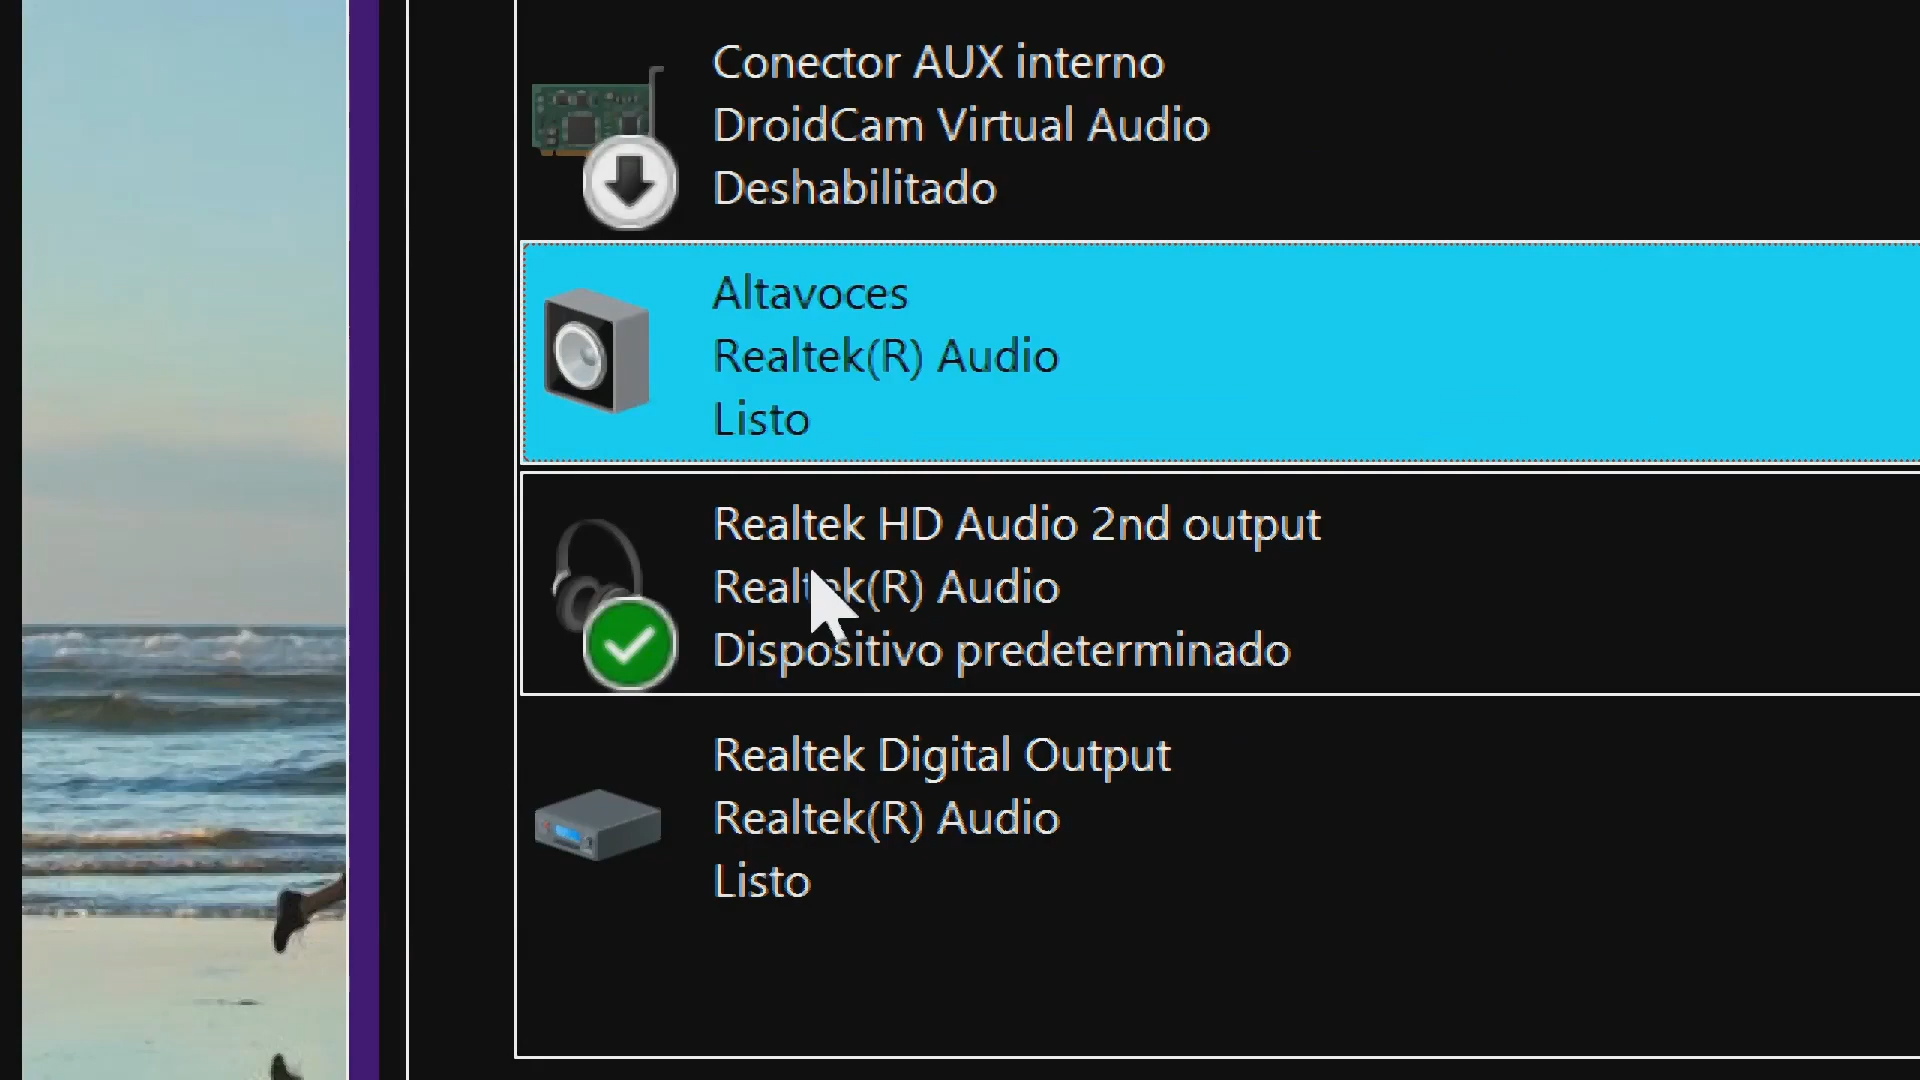 Conector AUX interno
DroidCam Virtual Audio
Deshabilitado
Altavoces
Realtek(R) Audio
Listo
Realtek HD Audio 2nd output
Realtek(R) Audio
Dispositivo predeterminado
Realtek Digital Output
Realtek(R) Audio
Listo